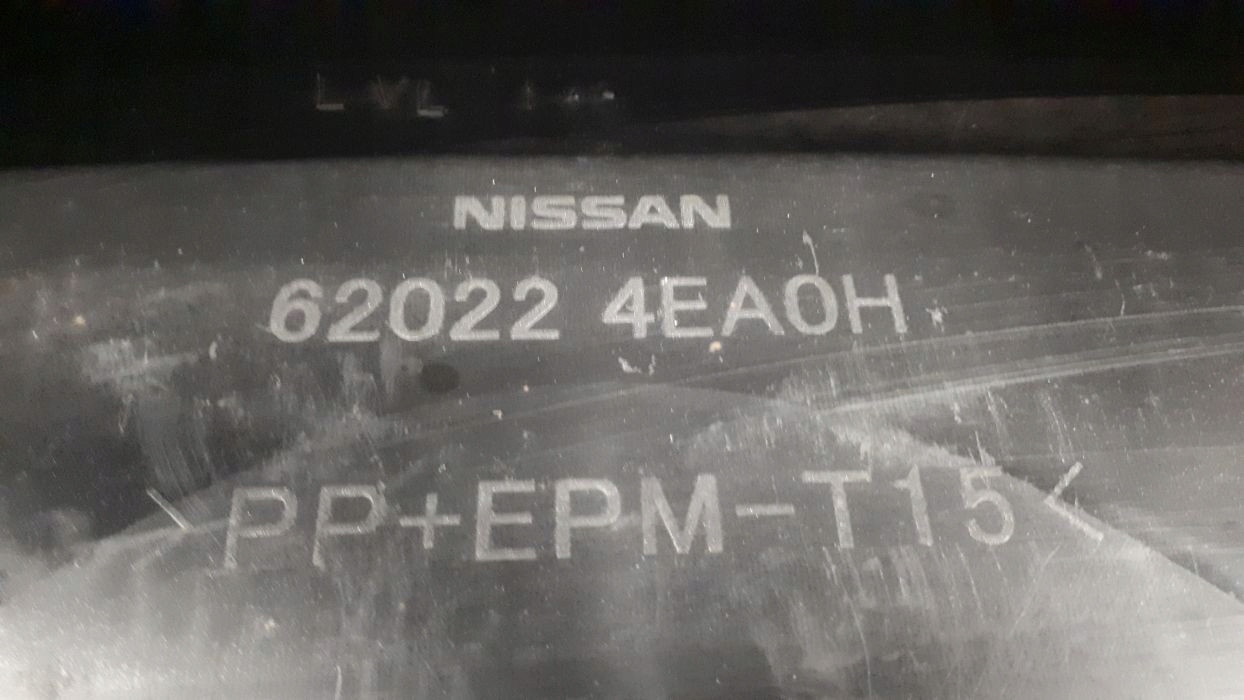 NISSAN
62022 4EA0H
>PP+EPM-T15<